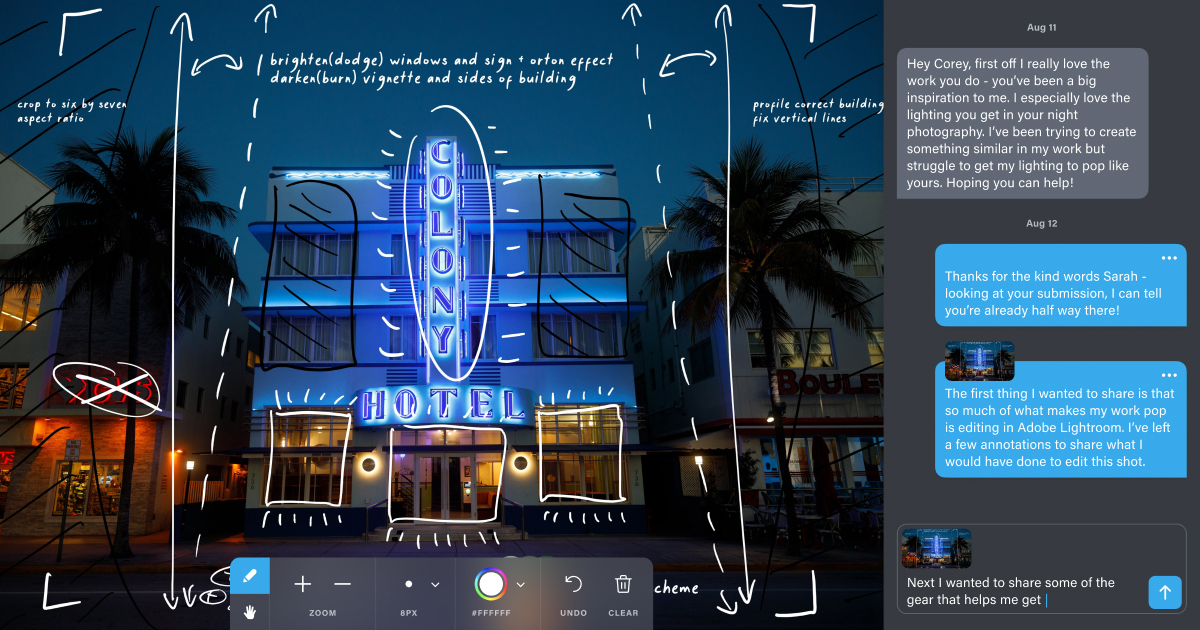 brighten(dodge) windows and sign + orton effect
darken(burn) vignette and sides of building
crop to six by seven
aspect ratio
profile correct building
fix vertical lines
COLONY
HOTEL
BOULE
cheme
ZOOM
8PX
#FFFFFF
UNDO
CLEAR
Aug 11
Hey Corey, first off I really love the
work you do - you've been a big
inspiration to me. I especially love the
lighting you get in your night
photography. I've been trying to create
something similar in my work but
struggle to get my lighting to pop like
yours. Hoping you can help!
Aug 12
Thanks for the kind words Sarah -
looking at your submission, I can tell
you're already half way there!
The first thing I wanted to share is that
so much of what makes my work pop
is editing in Adobe Lightroom. I've left
a few annotations to share what I
would have done to edit this shot.
Next I wanted to share some of the
gear that helps me get